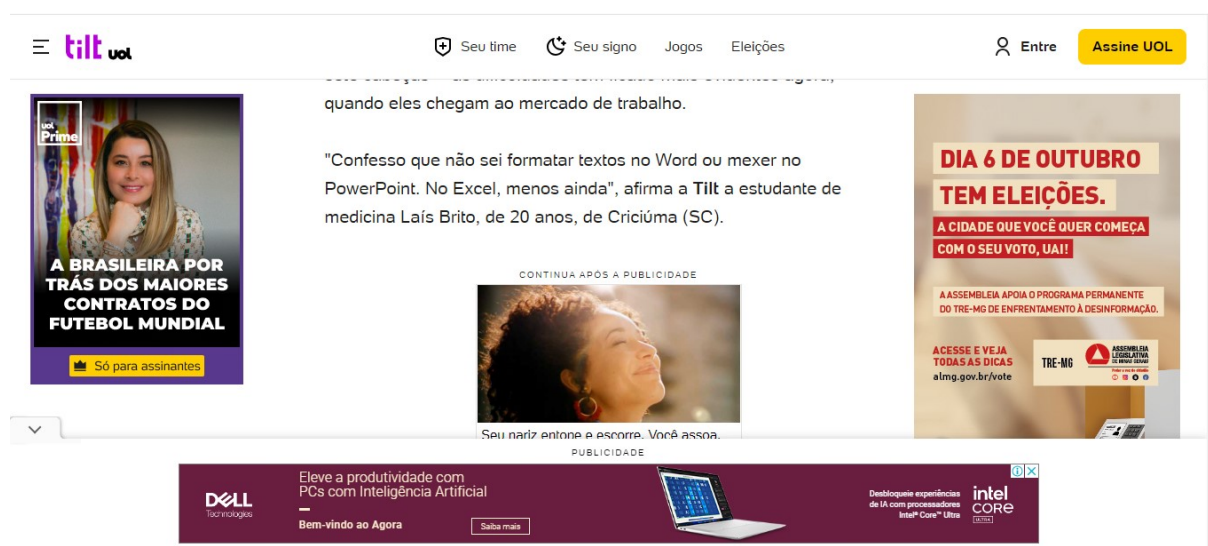 tilt uol
Seu time
Seu signo
Jogos
Eleições
Entre
Assine UOL
quando eles chegam ao mercado de trabalho.
"Confesso que não sei formatar textos no Word ou mexer no
PowerPoint. No Excel, menos ainda", afirma a Tilt a estudante de
medicina Laís Brito, de 20 anos, de Criciúma (SC).
uol
Prime
A BRASILEIRA POR
TRÁS DOS MAIORES
CONTRATOS DO
FUTEBOL MUNDIAL
Só para assinantes
CONTINUA APÓS A PUBLICIDADE
Seu nariz entope e escorre. Você assoa,
DIA 6 DE OUTUBRO
TEM ELEIÇÕES.
A CIDADE QUE VOCÊ QUER COMEÇA
COM O SEU VOTO, UAI!
A ASSEMBLEIA APOIA O PROGRAMA PERMANENTE
DO TRE-MG DE ENFRENTAMENTO À DESINFORMAÇÃO.
ACESSE E VEJA
TODAS AS DICAS
almg.gov.br/vote
TRE-MG
ASSEMBLEIA
LEGISLATIVA
DE MINAS GERAIS
PUBLICIDADE
DELL
Technologies
Eleve a produtividade com
PCs com Inteligência Artificial
Bem-vindo ao Agora
Saiba mais
Desbloqueie experiências
de IA com processadores
Intel® Core™ Ultra
intel
CORE
ULTRA